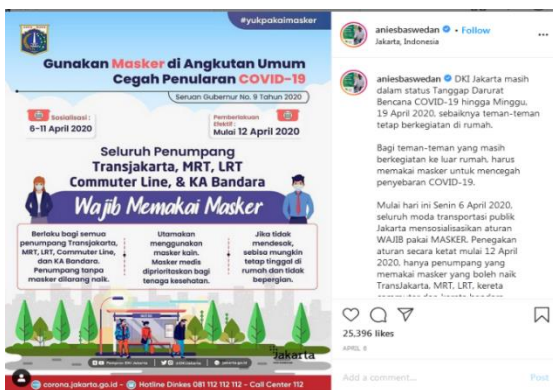 #yukpakaimasker
Gunakan Masker di Angkutan Umum
Cegah Penularan COVID-19
Seruan Gubernur No. 9 Tahun 2020
Sosialisasi :
6-11 April 2020
Pemberlakuan
Efektif :
Mulai 12 April 2020
Seluruh Penumpang
Transjakarta, MRT, LRT
Commuter Line, & KA Bandara
Wajib Memakai Masker
Berlaku bagi semua
penumpang Transjakarta,
MRT, LRT, Commuter Line,
dan KA Bandara.
Penumpang tanpa
masker dilarang naik.
Utamakan
menggunakan
masker kain.
Masker medis
diprioritaskan bagi
tenaga kesehatan.
Jika tidak
mendesak,
sebisa mungkin
tetap tinggal di
rumah dan tidak
bepergian.
Jakarta
corona.jakarta.go.id - Hotline Dinkes 081 112 112 112 - Call Center 112
aniesbaswedan • Follow
Jakarta, Indonesia
aniesbaswedan DKI Jakarta masih
dalam status Tanggap Darurat
Bencana COVID-19 hingga Minggu,
19 April 2020, sebaiknya teman-teman
tetap berkegiatan di rumah.
Bagi teman-teman yang masih
berkegiatan ke luar rumah, harus
memakai masker untuk mencegah
penyebaran COVID-19.
Mulai hari ini Senin 6 April 2020,
seluruh moda transportasi publik
Jakarta mensosialisasikan aturan
WAJIB pakai MASKER. Penegakan
aturan secara ketat mulai 12 April
2020, hanya penumpang yang
memakai masker yang boleh naik
TransJakarta, MRT, LRT, kereta
25,396 likes
APRIL 6
Add a comment...
Post